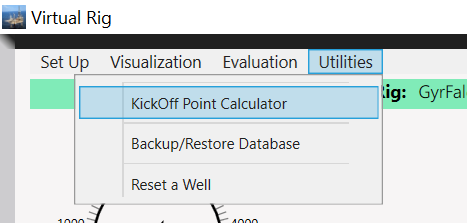 Virtual Rig
Set Up Visualization Evaluation Utilities
KickOff Point Calculator
Rig: GyrFal
Backup/Restore Database
Reset a Well